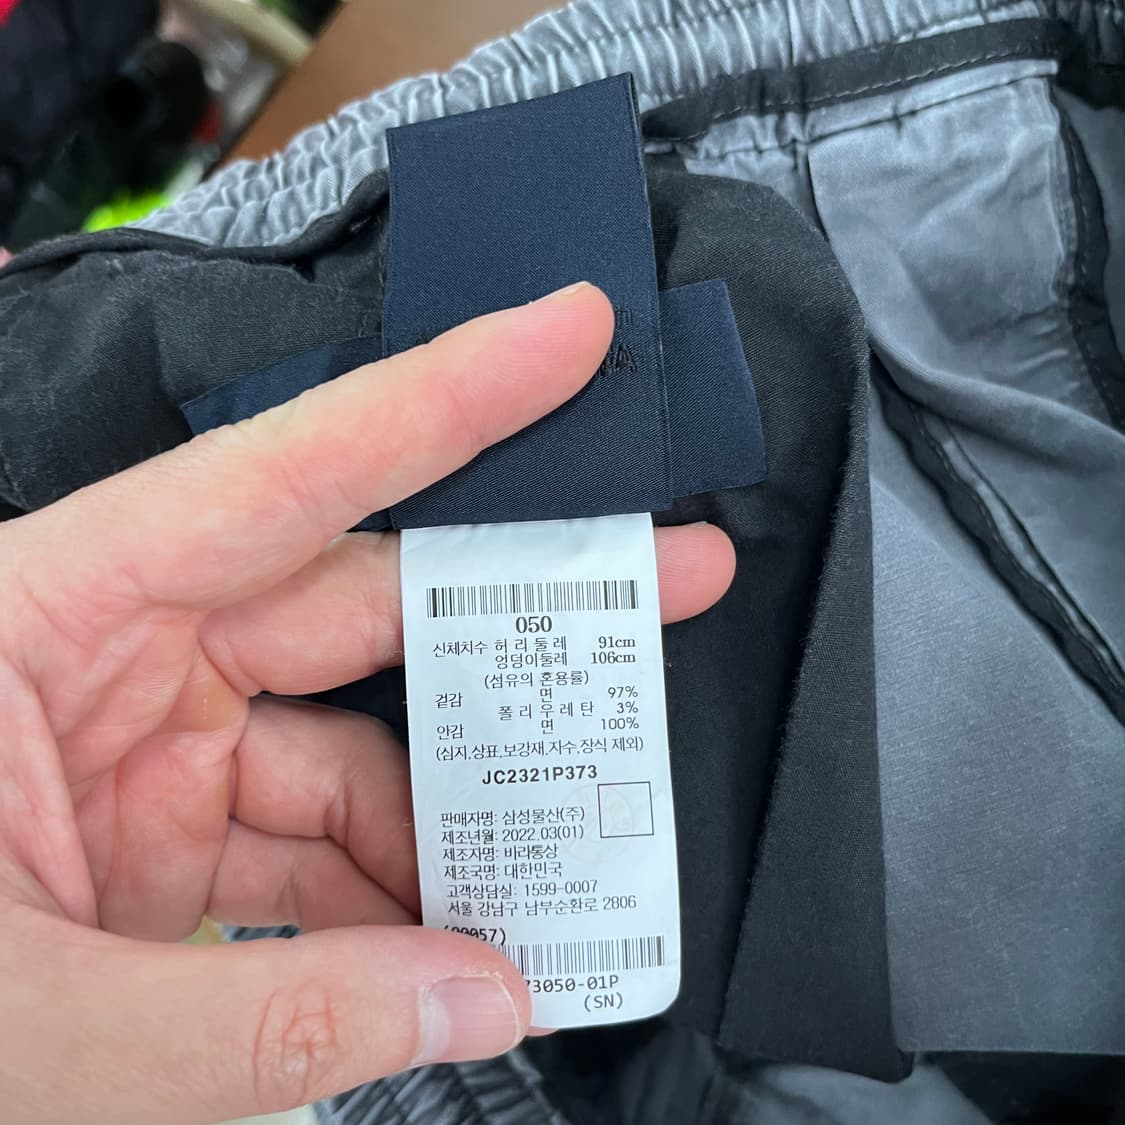 050
신체치수 허 리 둘 레 91cm
엉덩이둘레 106cm
(섬유의 혼용률)
겉감 면 97%
폴 리 우 레 탄 3%
안감 면 100%
(심지,상표,보강재,자수,장식 제외)
JC2321P373
판매자명: 삼성물산(주)
제조년월: 2022.03(01)
제조자명: 비라통상
제조국명: 대한민국
고객상담실: 1599-0007
서울 강남구 남부순환로 2806
(00057)
73050-01P
(SN)